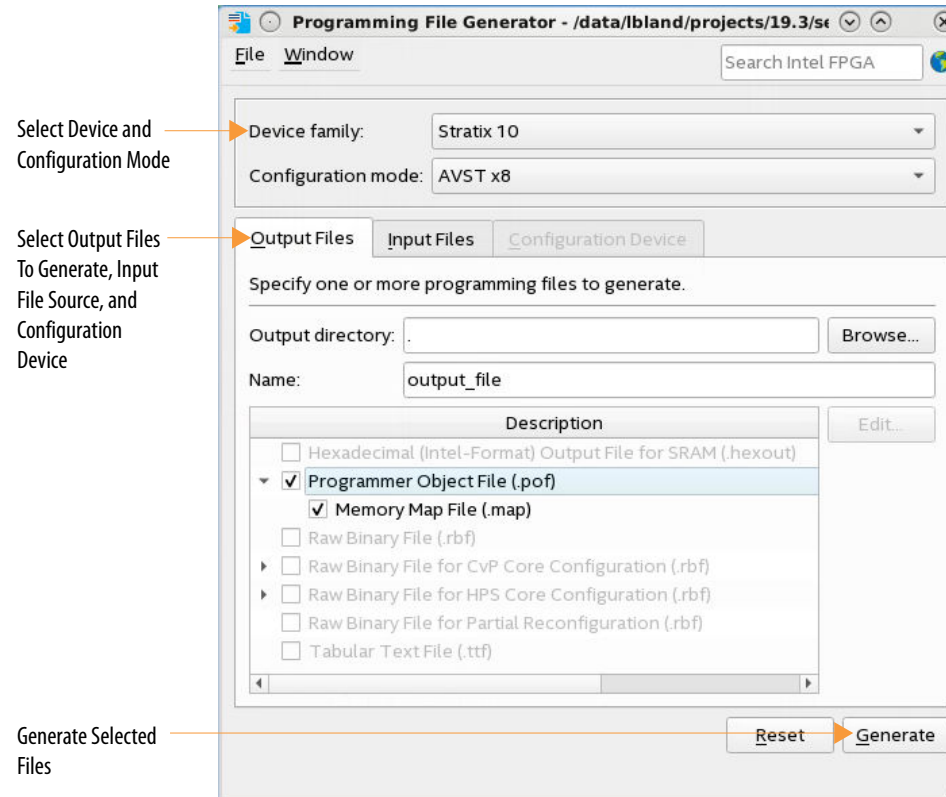 Programming File Generator - /data/lbland/projects/19.3/se
File Window
Search Intel FPGA
Select Device and
Configuration Mode
Device family: Stratix 10
Configuration mode: AVST x8
Select Output Files
To Generate, Input
File Source, and
Configuration
Device
Output Files Input Files Configuration Device
Specify one or more programming files to generate.
Output directory: . Browse...
Name: output_file
Description
Edit...
Hexadecimal (Intel-Format) Output File for SRAM (.hexout)
Programmer Object File (.pof)
Memory Map File (.map)
Raw Binary File (.rbf)
Raw Binary File for CvP Core Configuration (.rbf)
Raw Binary File for HPS Core Configuration (.rbf)
Raw Binary File for Partial Reconfiguration (.rbf)
Tabular Text File (.ttf)
Generate Selected
Files
Reset Generate